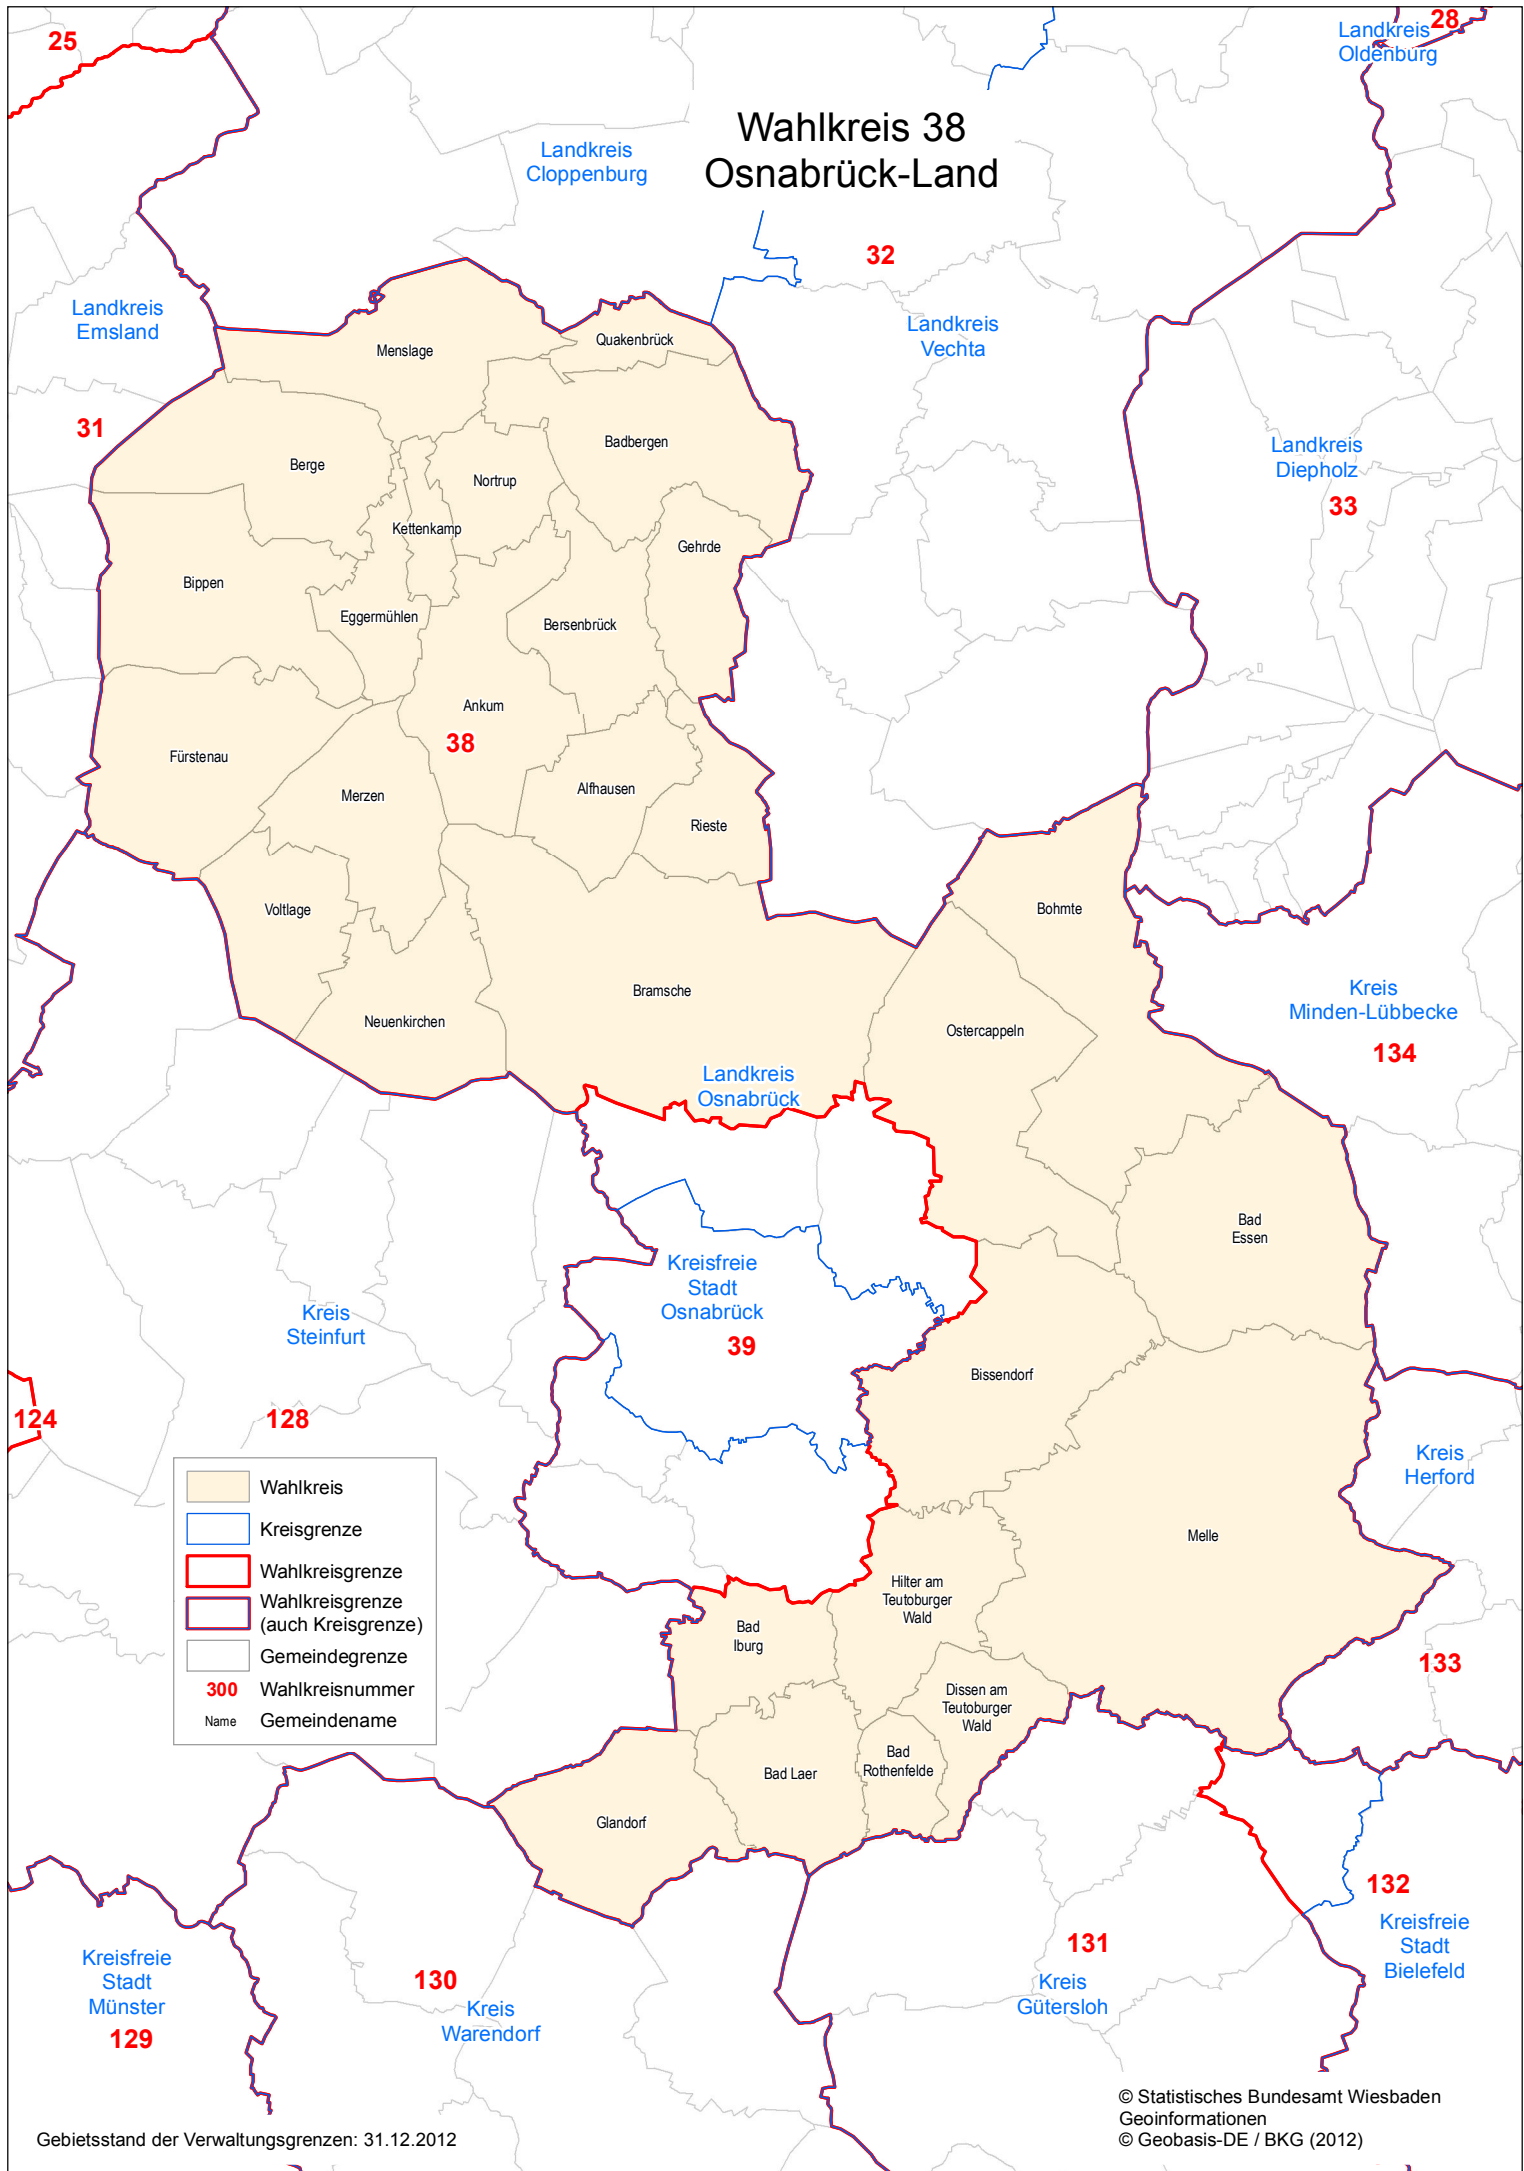 25
28
Landkreis
Oldenburg
Wahlkreis 38
Osnabrück-Land
Landkreis
Cloppenburg
32
Landkreis
Emsland
Landkreis
Vechta
Menslage
Quakenbrück
31
Badbergen
Landkreis
Diepholz
33
Berge
Nortrup
Kettenkamp
Gehrde
Bippen
Eggermühlen
Bersenbrück
Ankum
38
Fürstenau
Merzen
Alfhausen
Rieste
Voltlage
Bohmte
Bramsche
Kreis
Minden-Lübbecke
134
Neuenkirchen
Ostercappeln
Landkreis
Osnabrück
Bad
Essen
Kreisfreie
Stadt
Osnabrück
39
Kreis
Steinfurt
Bissendorf
124
128
Kreis
Herford
Wahlkreis
Kreisgrenze
Wahlkreisgrenze
Wahlkreisgrenze
(auch Kreisgrenze)
Gemeindegrenze
300 Wahlkreisnummer
Name Gemeindename
Melle
Hilter am
Teutoburger
Wald
Bad
Iburg
133
Dissen am
Teutoburger
Wald
Bad
Rothenfelde
Bad Laer
Glandorf
132
Kreisfreie
Stadt
Bielefeld
131
Kreis
Gütersloh
Kreisfreie
Stadt
Münster
129
130
Kreis
Warendorf
© Statistisches Bundesamt Wiesbaden
Geoinformationen
© Geobasis-DE / BKG (2012)
Gebietsstand der Verwaltungsgrenzen: 31.12.2012